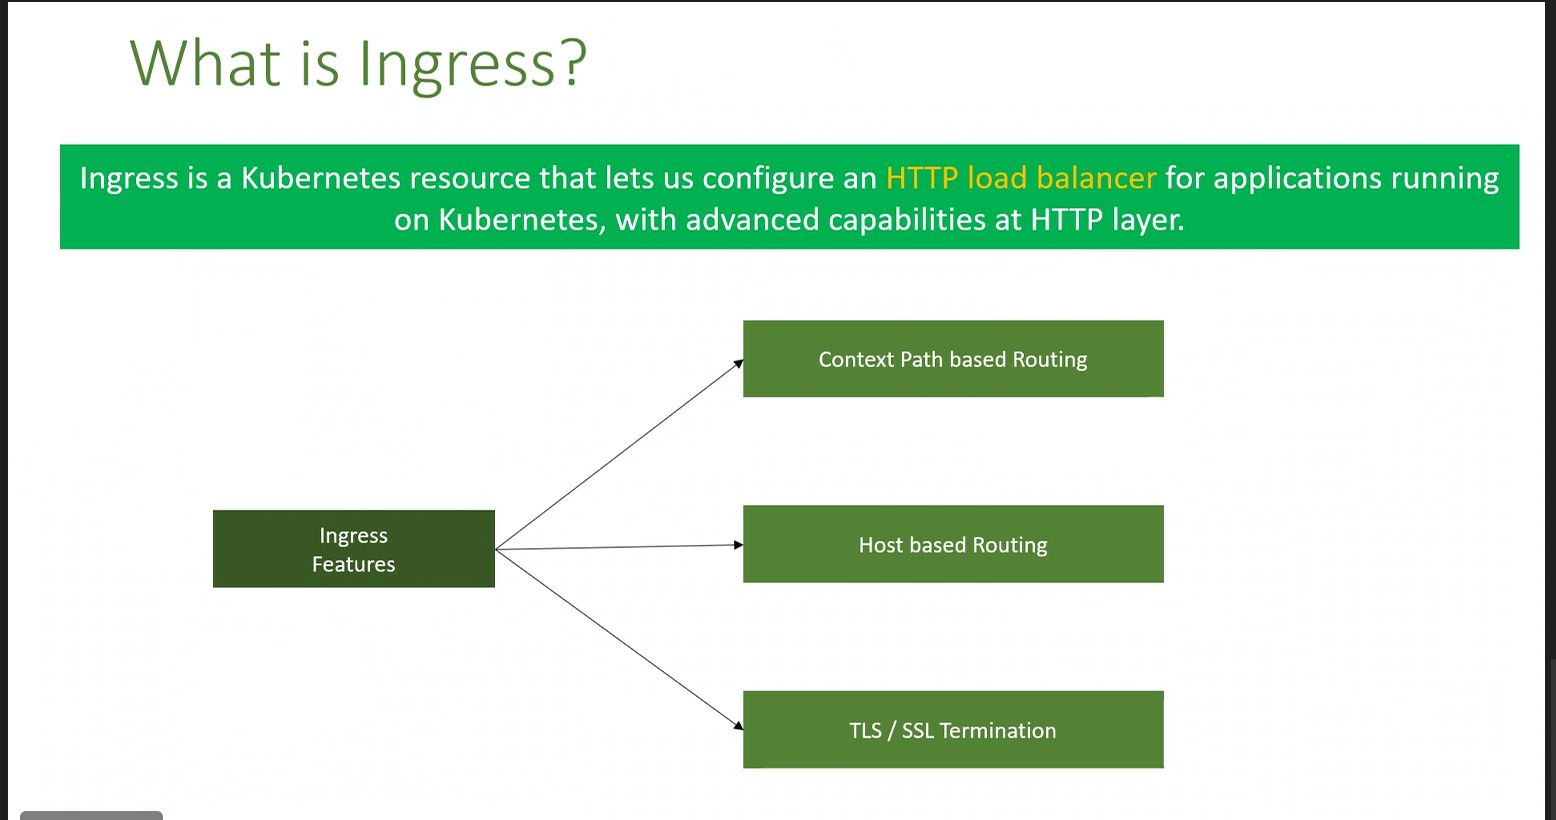 What is Ingress?
Ingress is a Kubernetes resource that lets us configure an HTTP load balancer for applications running
on Kubernetes, with advanced capabilities at HTTP layer.
Context Path based Routing
Ingress
Features
Host based Routing
TLS / SSL Termination